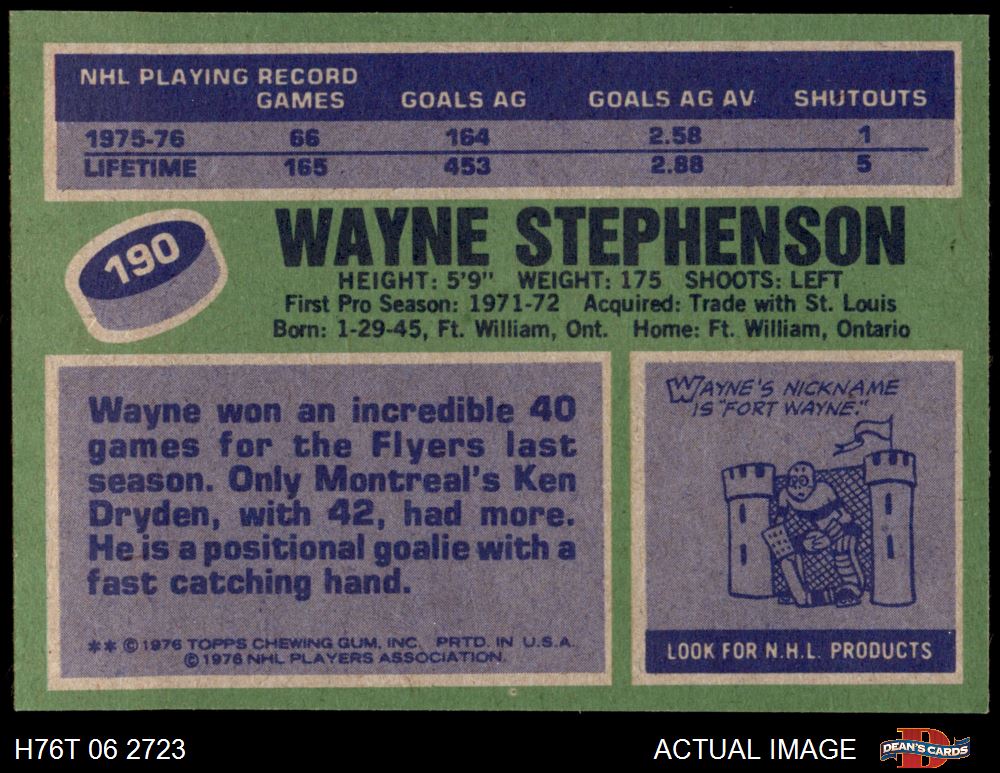 NHL PLAYING RECORD
GAMES GOALS AG GOALS AG AV. SHUTOUTS
1975-76 66 164 2.58 1
LIFETIME 165 453 2.88 5
190
WAYNE STEPHENSON
HEIGHT: 5'9" WEIGHT: 175 SHOOTS: LEFT
First Pro Season: 1971-72 Acquired: Trade with St. Louis
Born: 1-29-45, Ft. William, Ont. Home: Ft. William, Ontario
Wayne won an incredible 40
games for the Flyers last
season. Only Montreal's Ken
Dryden, with 42, had more.
He is a positional goalie with a
fast catching hand.
** © 1976 TOPPS CHEWING GUM, INC. PRTD. IN U.S.A.
© 1976 NHL PLAYERS ASSOCIATION.
WAYNE'S NICKNAME
IS "FORT WAYNE."
LOOK FOR N.H.L. PRODUCTS
H76T 06 2723
ACTUAL IMAGE
D
DEAN'S CARDS